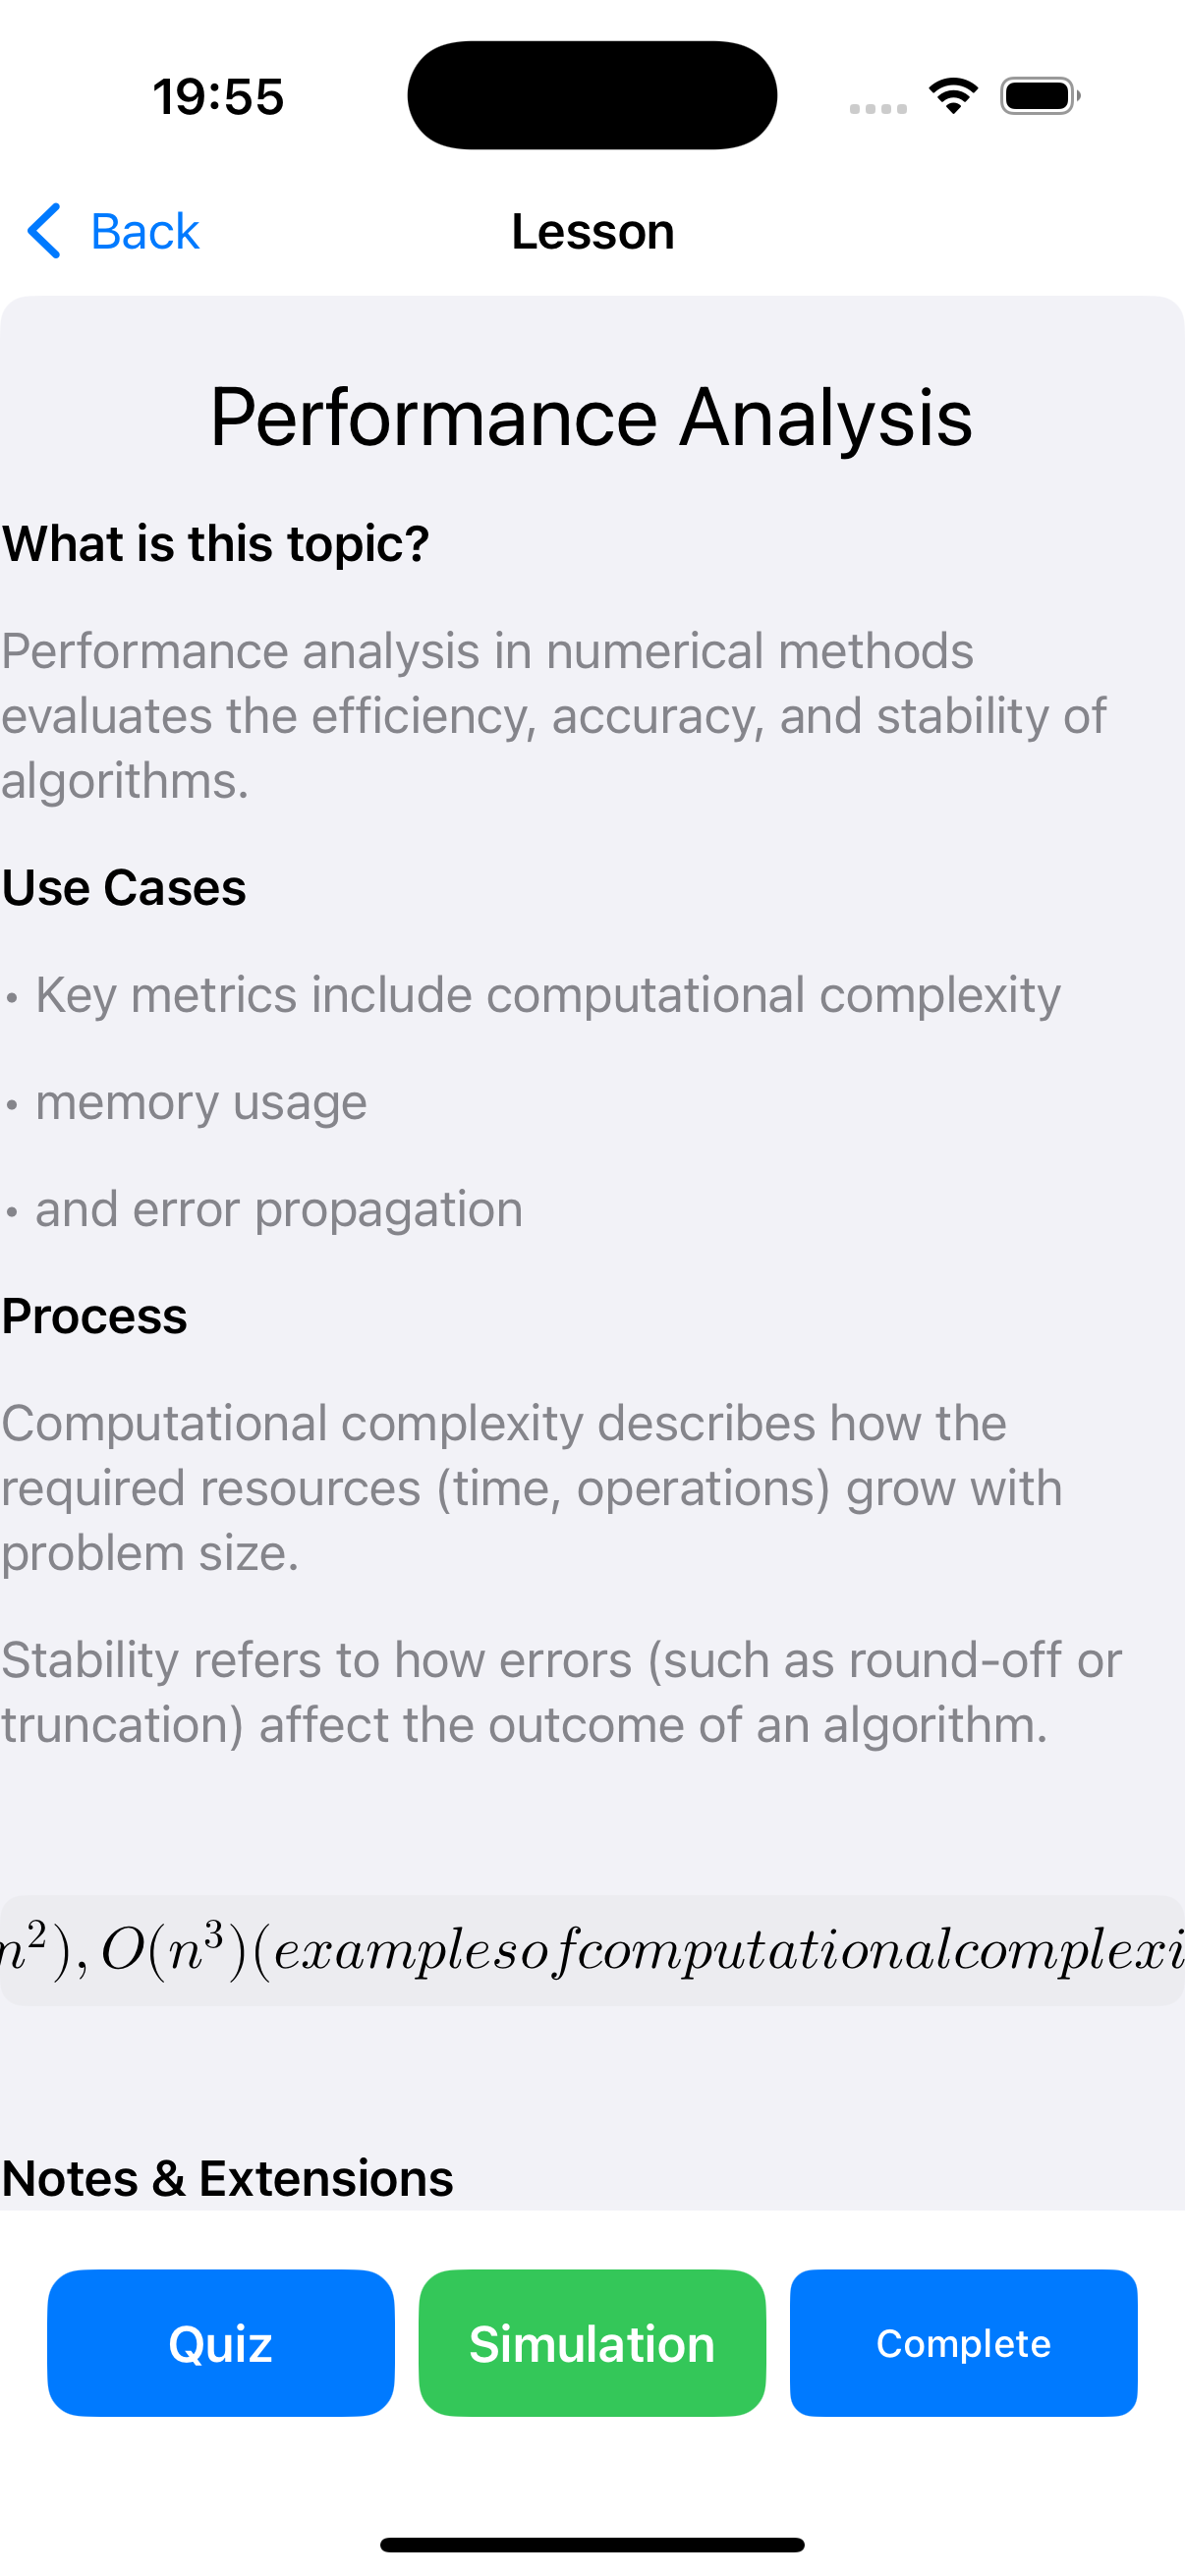 19:55
Back
Lesson
Performance Analysis
What is this topic?
Performance analysis in numerical methods
evaluates the efficiency, accuracy, and stability of
algorithms.
Use Cases
• Key metrics include computational complexity
• memory usage
• and error propagation
Process
Computational complexity describes how the
required resources (time, operations) grow with
problem size.
Stability refers to how errors (such as round-off or
truncation) affect the outcome of an algorithm.
n²), O(n³)(examplesofcomputationalcomplexi
Notes & Extensions
Quiz
Simulation
Complete